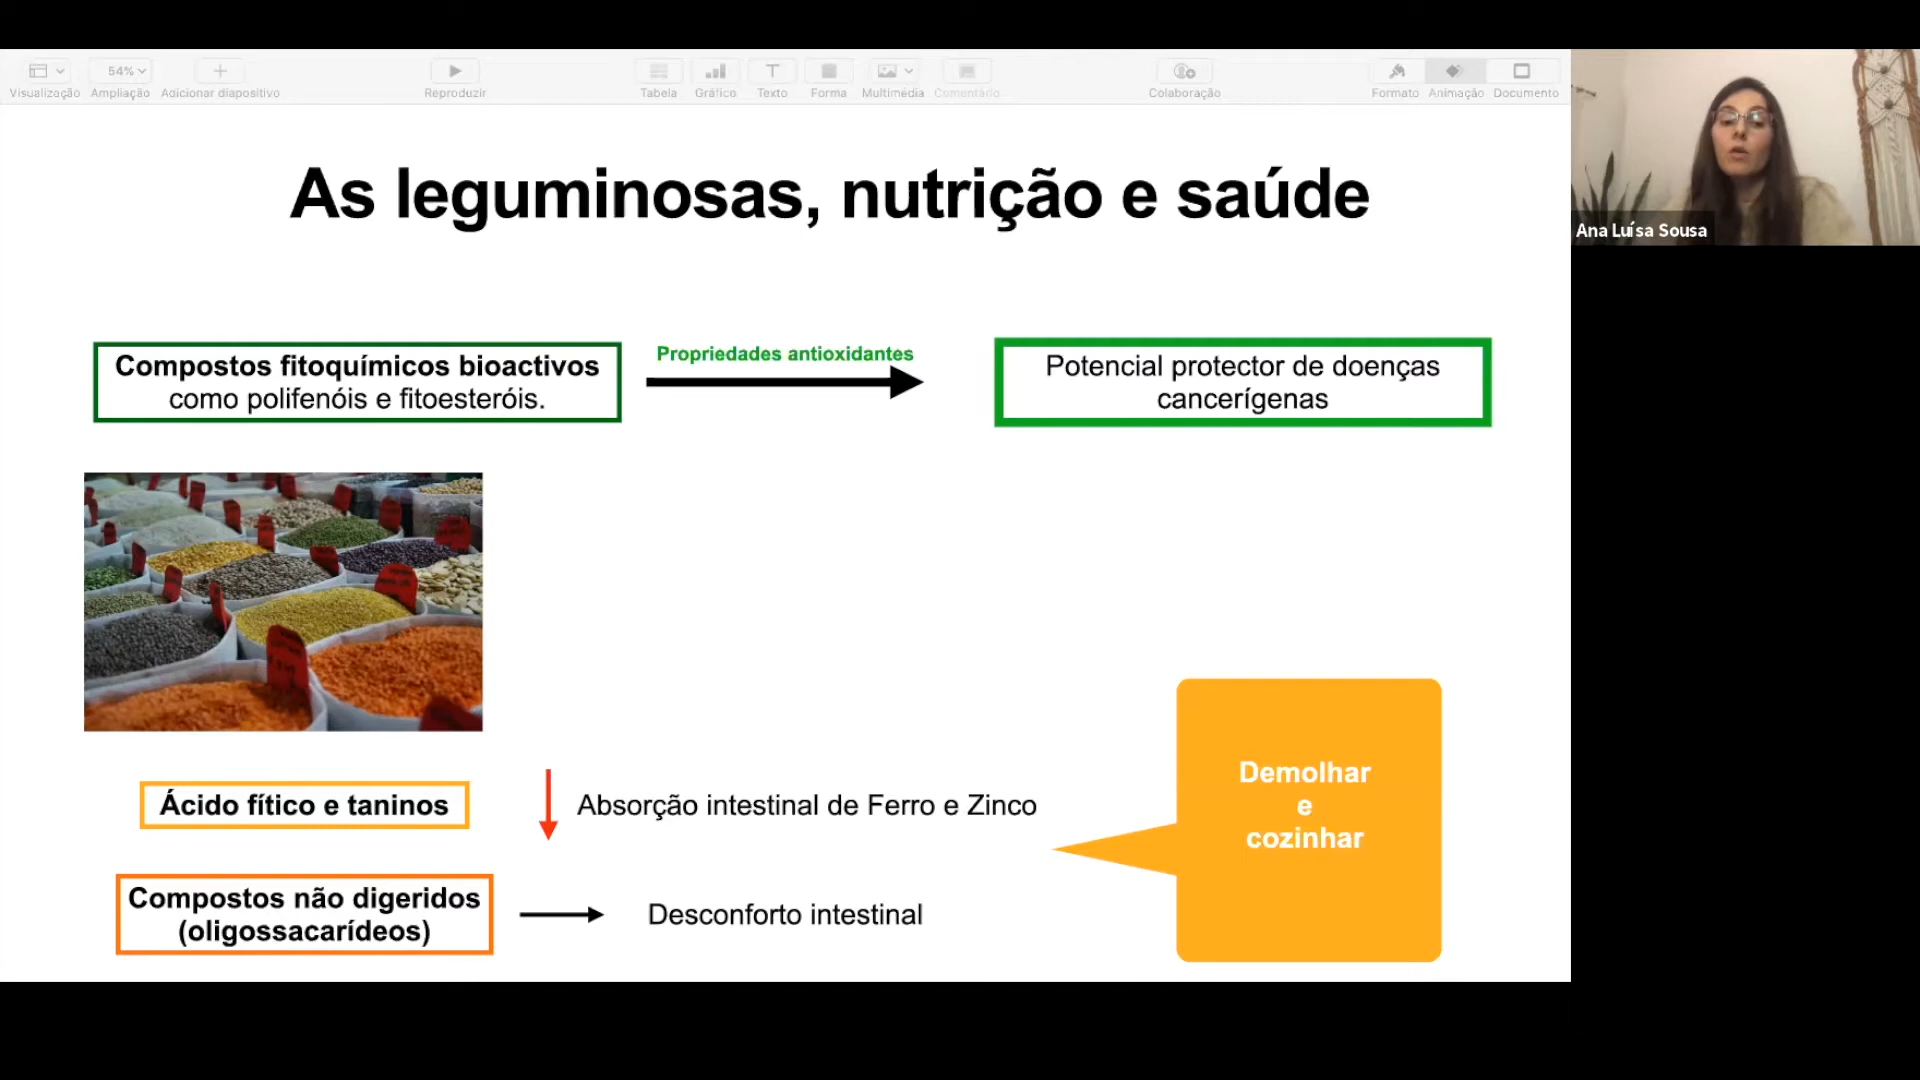 54%
Visualização Ampliação Adicionar diapositivo Reproduzir Tabela Gráfico Texto Forma Multimédia Comentário Colaboração Formato Animação Documento
Ana Luísa Sousa
As leguminosas, nutrição e saúde
Compostos fitoquímicos bioactivos
como polifenóis e fitoesteróis.
Propriedades antioxidantes
Potencial protector de doenças
cancerígenas
Ácido fítico e taninos
Absorção intestinal de Ferro e Zinco
Compostos não digeridos
(oligossacarídeos)
Desconforto intestinal
Demolhar
e
cozinhar